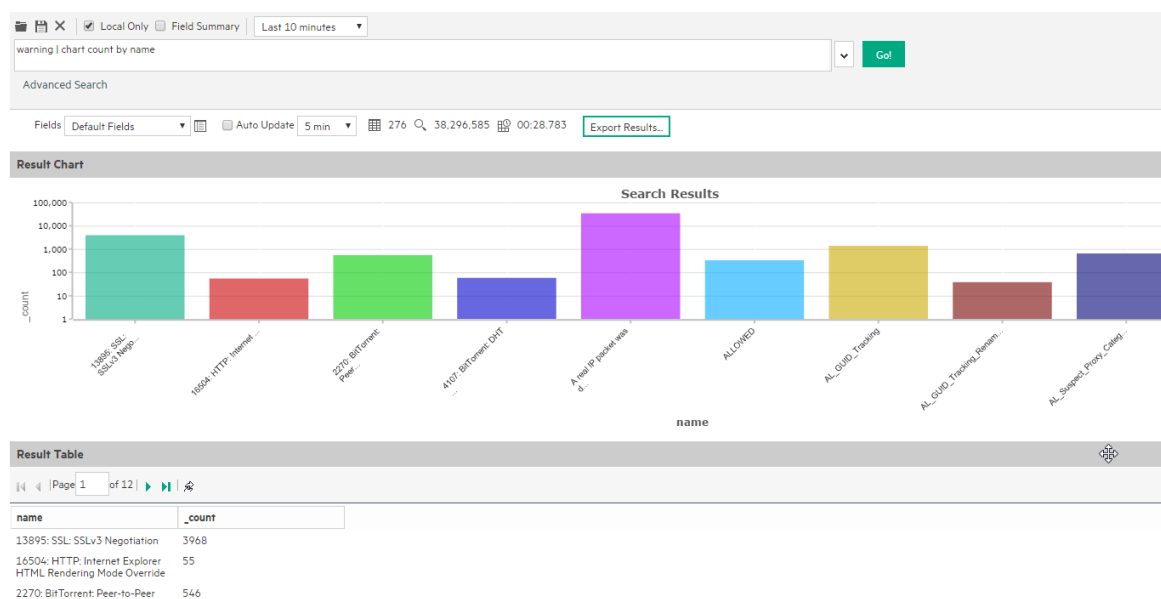 Local Only Field Summary Last 10 minutes
warning | chart count by name
Go!
Advanced Search
Fields Default Fields Auto Update 5 min 276 38,296,585 00:28.783 Export Results...
Result Chart
Search Results
100,000
10,000
1,000
100
10
1
_count
13895: SSL:
SSLv3 Nego...
16504: HTTP: Internet ...
2270: BitTorrent:
Peer...
4107: BitTorrent: DHT
...
A real IP packet was
d...
ALLOWED
AL_GUID_Tracking
AL_GUID_Tracking_Renam...
AL_Suspect_Proxy_Categ...
name
Result Table
Page 1 of 12
name _count
13895: SSL: SSLv3 Negotiation 3968
16504: HTTP: Internet Explorer 55
HTML Rendering Mode Override
2270: BitTorrent: Peer-to-Peer 546